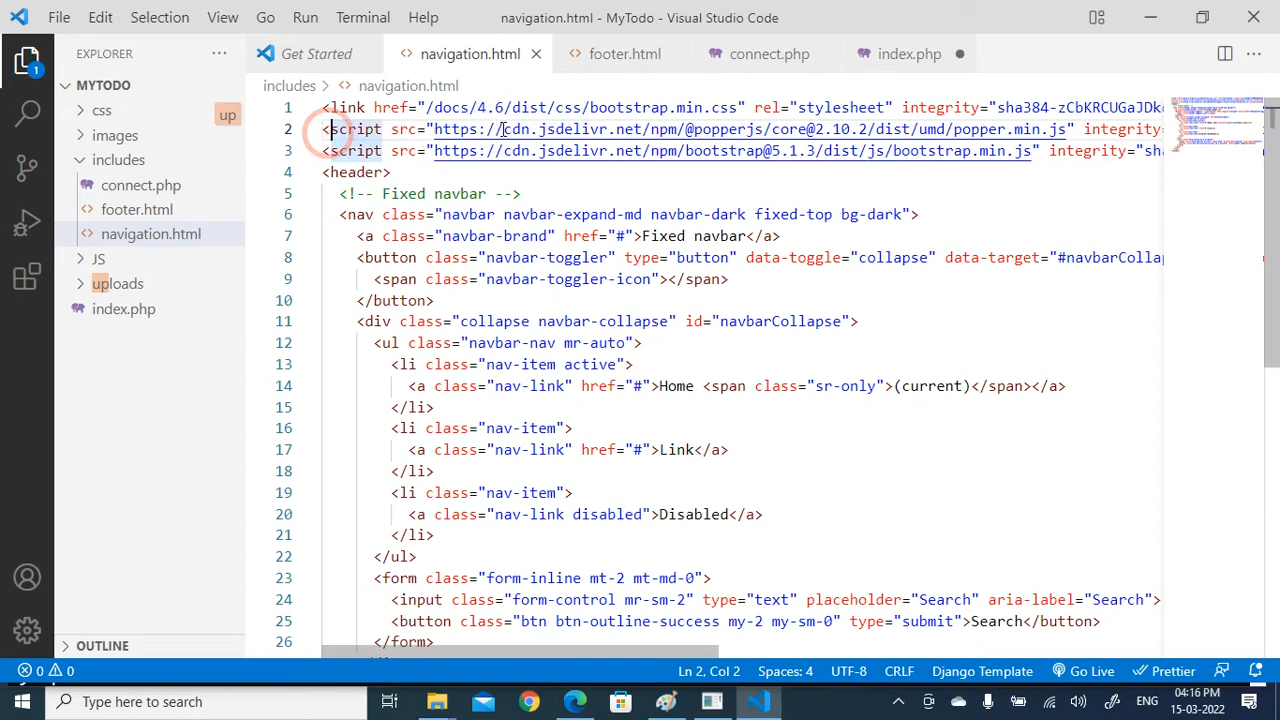 File Edit Selection View Go Run Terminal Help navigation.html - MyTodo - Visual Studio Code
EXPLORER
Get Started navigation.html footer.html connect.php index.php
MYTODO
includes navigation.html
css
images
includes
connect.php
footer.html
navigation.html
JS
uploads
index.php
up
1
1 <link href="/docs/4.6/dist/css/bootstrap.min.css" rel="stylesheet" integrity="sha384-zCbKRCUGaJDk
2 <script src="https://cdn.jsdelivr.net/npm/@popperjs/core@2.10.2/dist/umd/popper.min.js" integrity=
3 <script src="https://cdn.jsdelivr.net/npm/bootstrap@5.1.3/dist/js/bootstrap.min.js" integrity="sha
4 <header>
5 <!-- Fixed navbar -->
6 <nav class="navbar navbar-expand-md navbar-dark fixed-top bg-dark">
7 <a class="navbar-brand" href="#">Fixed navbar</a>
8 <button class="navbar-toggler" type="button" data-toggle="collapse" data-target="#navbarColla
9 <span class="navbar-toggler-icon"></span>
10 </button>
11 <div class="collapse navbar-collapse" id="navbarCollapse">
12 <ul class="navbar-nav mr-auto">
13 <li class="nav-item active">
14 <a class="nav-link" href="#">Home <span class="sr-only">(current)</span></a>
15 </li>
16 <li class="nav-item">
17 <a class="nav-link" href="#">Link</a>
18 </li>
19 <li class="nav-item">
20 <a class="nav-link disabled">Disabled</a>
21 </li>
22 </ul>
23 <form class="form-inline mt-2 mt-md-0">
24 <input class="form-control mr-sm-2" type="text" placeholder="Search" aria-label="Search">
25 <button class="btn btn-outline-success my-2 my-sm-0" type="submit">Search</button>
26 </form>
OUTLINE
0 0 Ln 2, Col 2 Spaces: 4 UTF-8 CRLF Django Template Go Live Prettier
Type here to search ENG 04:16 PM
15-03-2022